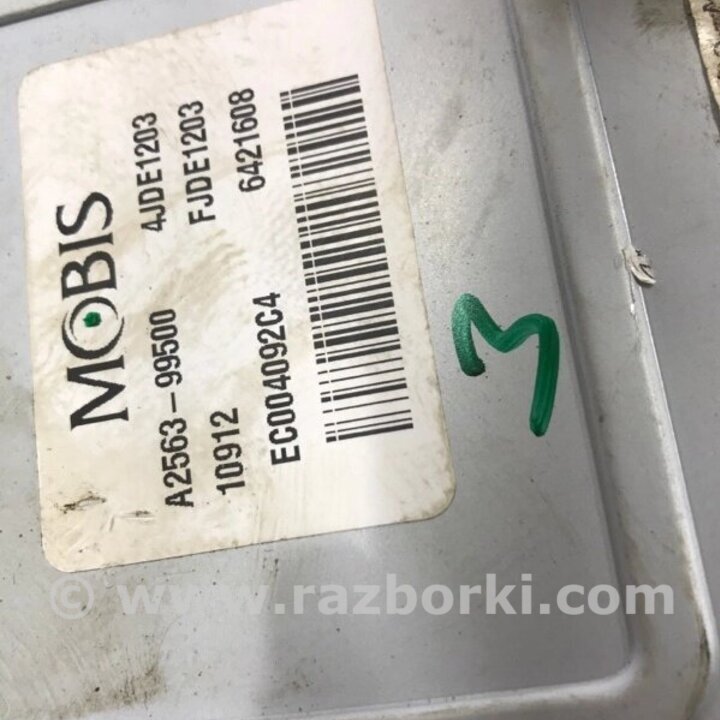 MOBIS
A2563-99500 4JDE1203
10912 FJDE1203
EC004092C4 6421608
3
© www.razborki.com